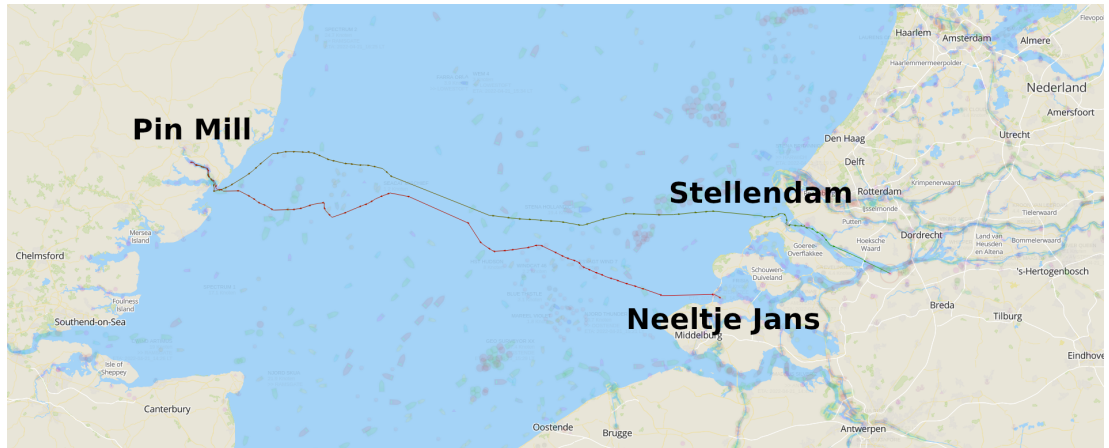 Haarlem
Amsterdam
Almere
Flevopol
Haarlemmermeerpolder
Nederland
Amersfoort
Pin Mill
Den Haag
Utrecht
Delft
Stellendam
Rotterdam
Krimpenerwaard
IJsselmonde
Tielerwaard
Putten
Dordrecht
Mersea
Island
Goeree-
Overflakkee
Hoeksche
Waard
Land van
Heusden
en Altena
Bommelerwaard
Chelmsford
Schouwen-
Duiveland
's-Hertogenbosch
Foulness
Island
Breda
Tilburg
Southend-on-Sea
Neeltje Jans
Middelburg
Isle of
Sheppey
Eindhove
Canterbury
Oostende
Brugge
Antwerpen